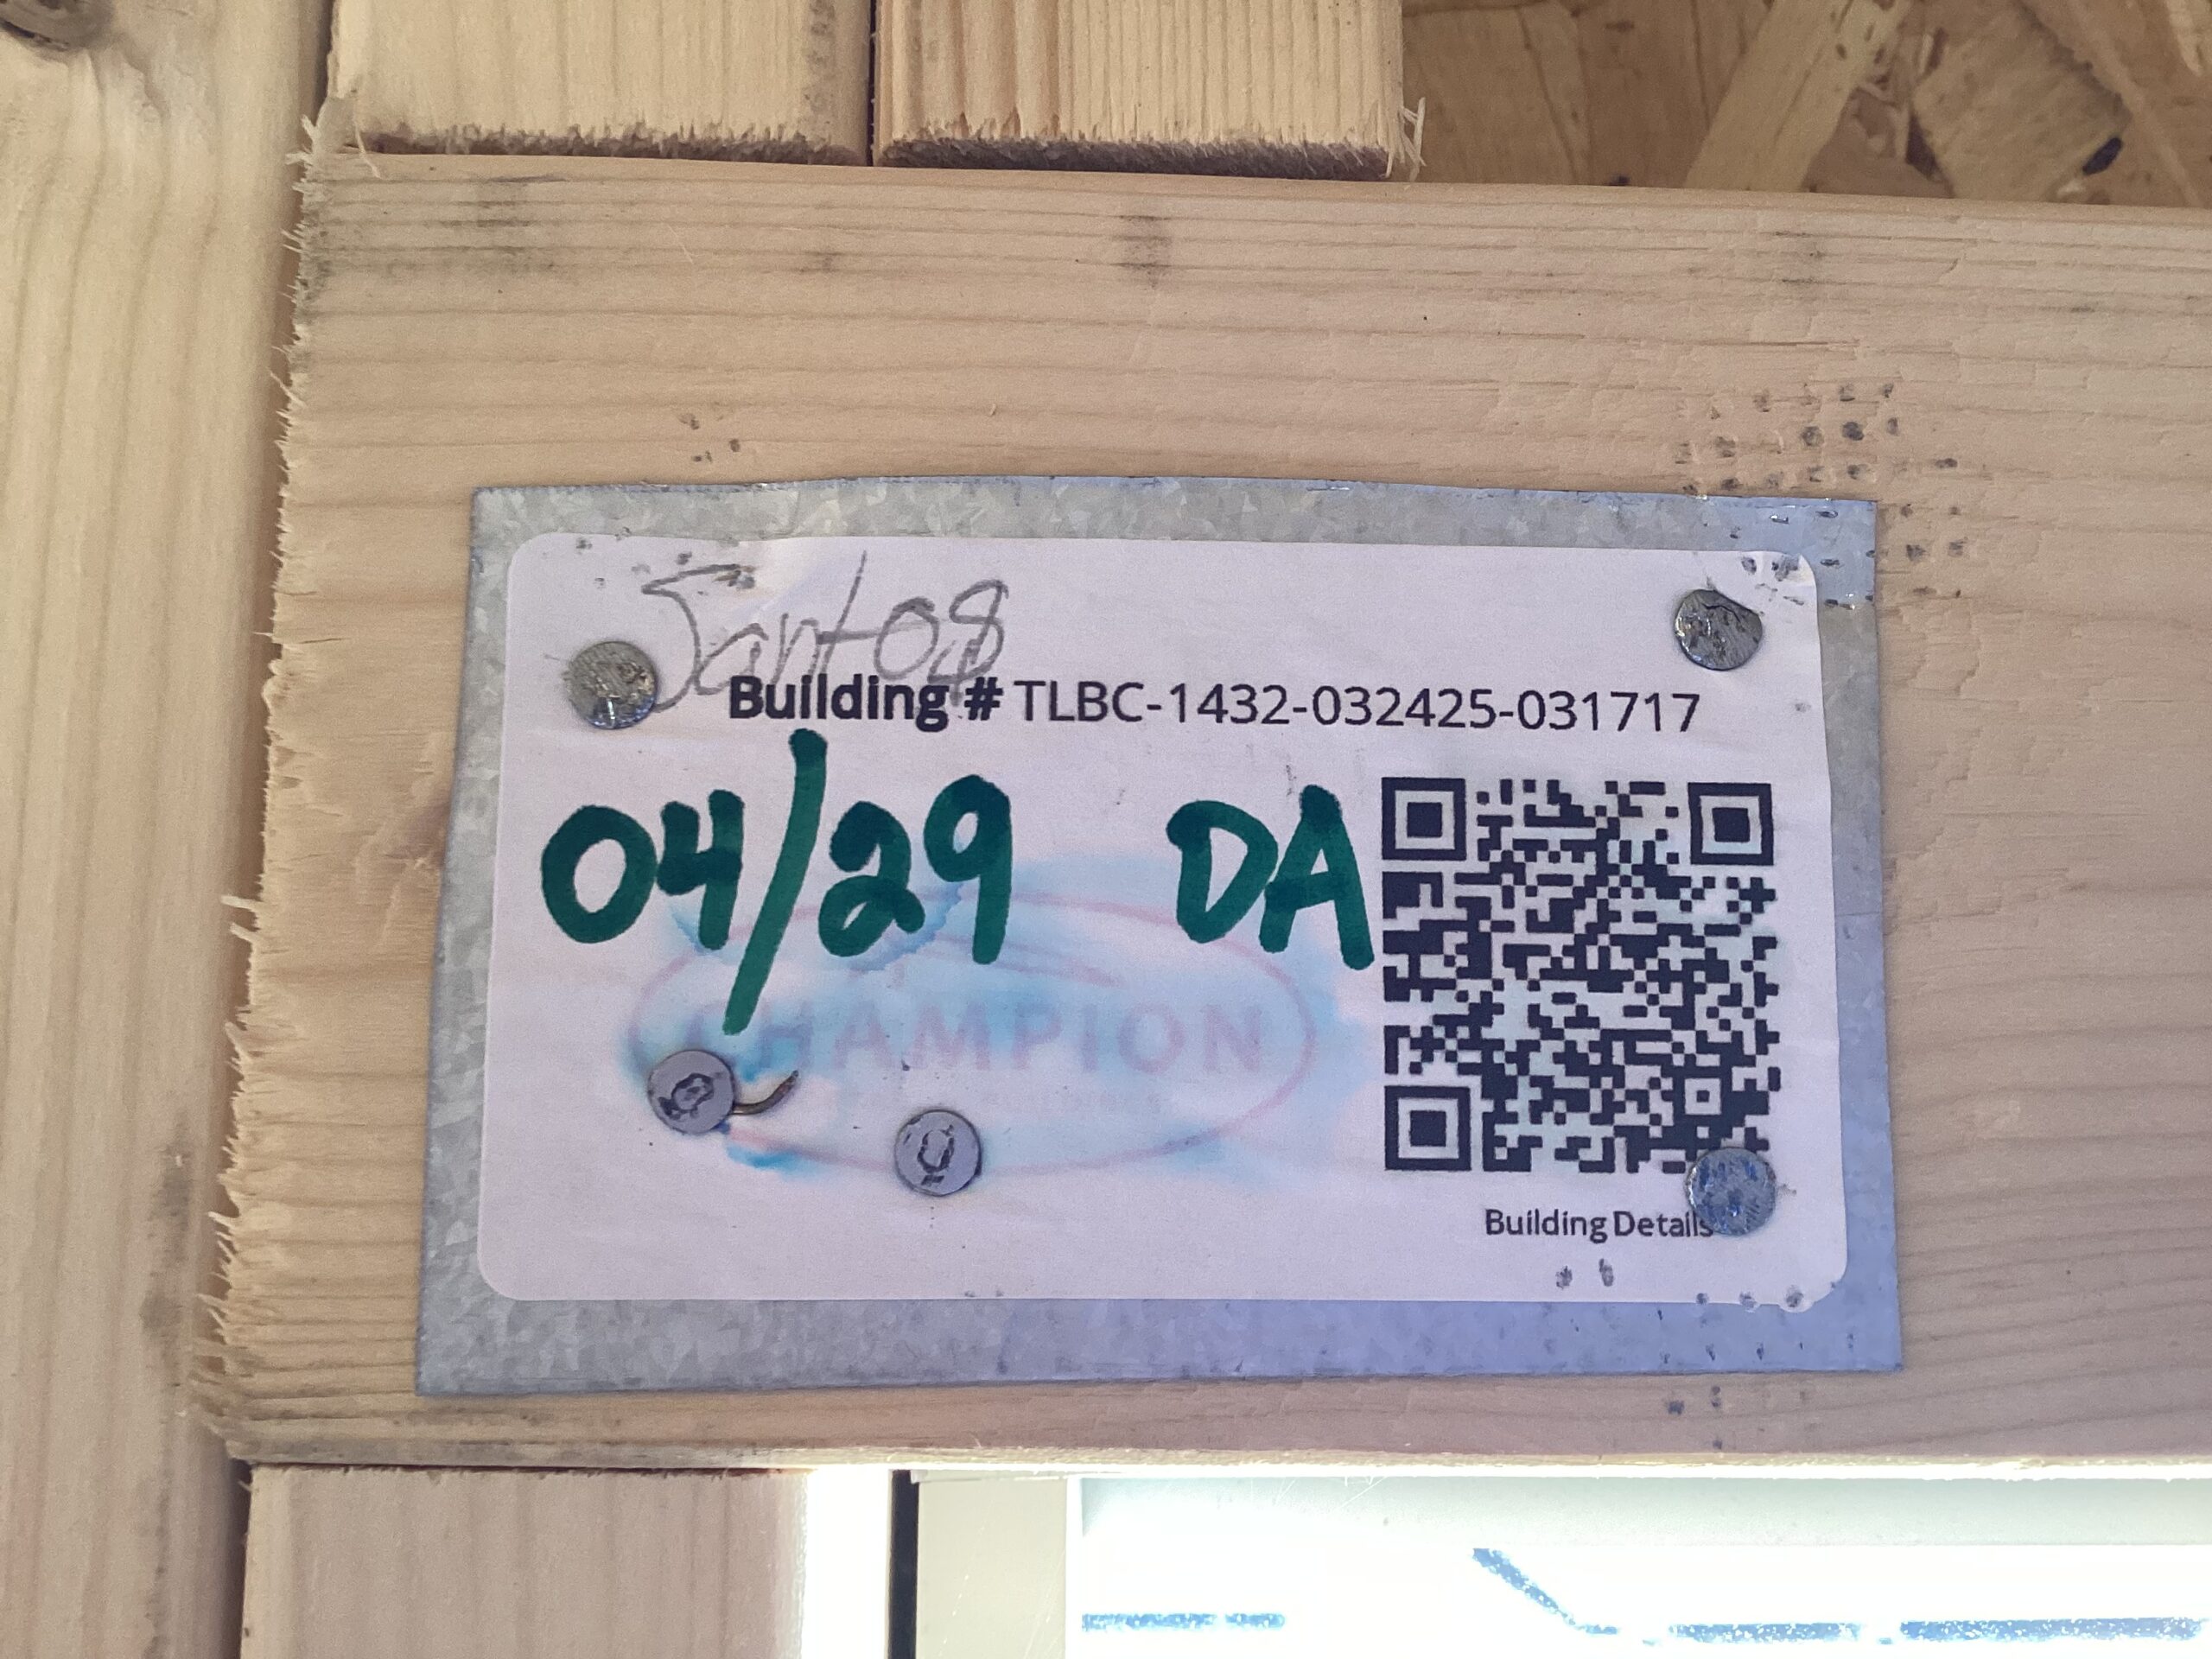 Santos
Building # TLBC-1432-032425-031717
04/29 DA
CHAMPION
Building Details